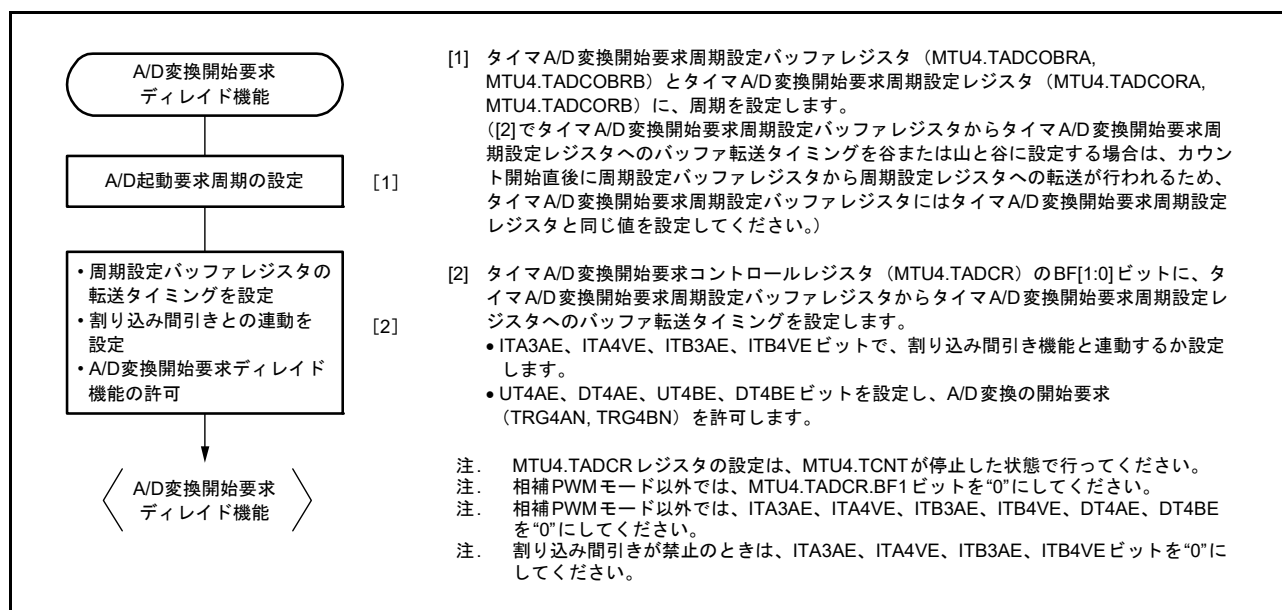 A/D変換開始要求
ディレイド機能
A/D起動要求周期の設定
[1]
• 周期設定バッファレジスタの
転送タイミングを設定
• 割り込み間引きとの連動を
設定
• A/D変換開始要求ディレイド
機能の許可
[2]
A/D変換開始要求
ディレイド機能
[1] タイマA/D変換開始要求周期設定バッファレジスタ（MTU4.TADCOBRA,
MTU4.TADCOBRB）とタイマA/D変換開始要求周期設定レジスタ（MTU4.TADCORA,
MTU4.TADCORB）に、周期を設定します。
（[2]でタイマA/D変換開始要求周期設定バッファレジスタからタイマA/D変換開始要求周
期設定レジスタへのバッファ転送タイミングを谷または山と谷に設定する場合は、カウン
ト開始直後に周期設定バッファレジスタから周期設定レジスタへの転送が行われるため、
タイマA/D変換開始要求周期設定バッファレジスタにはタイマA/D変換開始要求周期設定
レジスタと同じ値を設定してください。）
[2] タイマA/D変換開始要求コントロールレジスタ（MTU4.TADCR）のBF[1:0]ビットに、タ
イマA/D変換開始要求周期設定バッファレジスタからタイマA/D変換開始要求周期設定レ
ジスタへのバッファ転送タイミングを設定します。
• ITA3AE、ITA4VE、ITB3AE、ITB4VEビットで、割り込み間引き機能と連動するか設定
します。
• UT4AE、DT4AE、UT4BE、DT4BEビットを設定し、A/D変換の開始要求
（TRG4AN, TRG4BN）を許可します。
注. MTU4.TADCRレジスタの設定は、MTU4.TCNTが停止した状態で行ってください。
注. 相補PWMモード以外では、MTU4.TADCR.BF1ビットを“0”にしてください。
注. 相補PWMモード以外では、ITA3AE、ITA4VE、ITB3AE、ITB4VE、DT4AE、DT4BE
を“0”にしてください。
注. 割り込み間引きが禁止のときは、ITA3AE、ITA4VE、ITB3AE、ITB4VEビットを“0”に
してください。